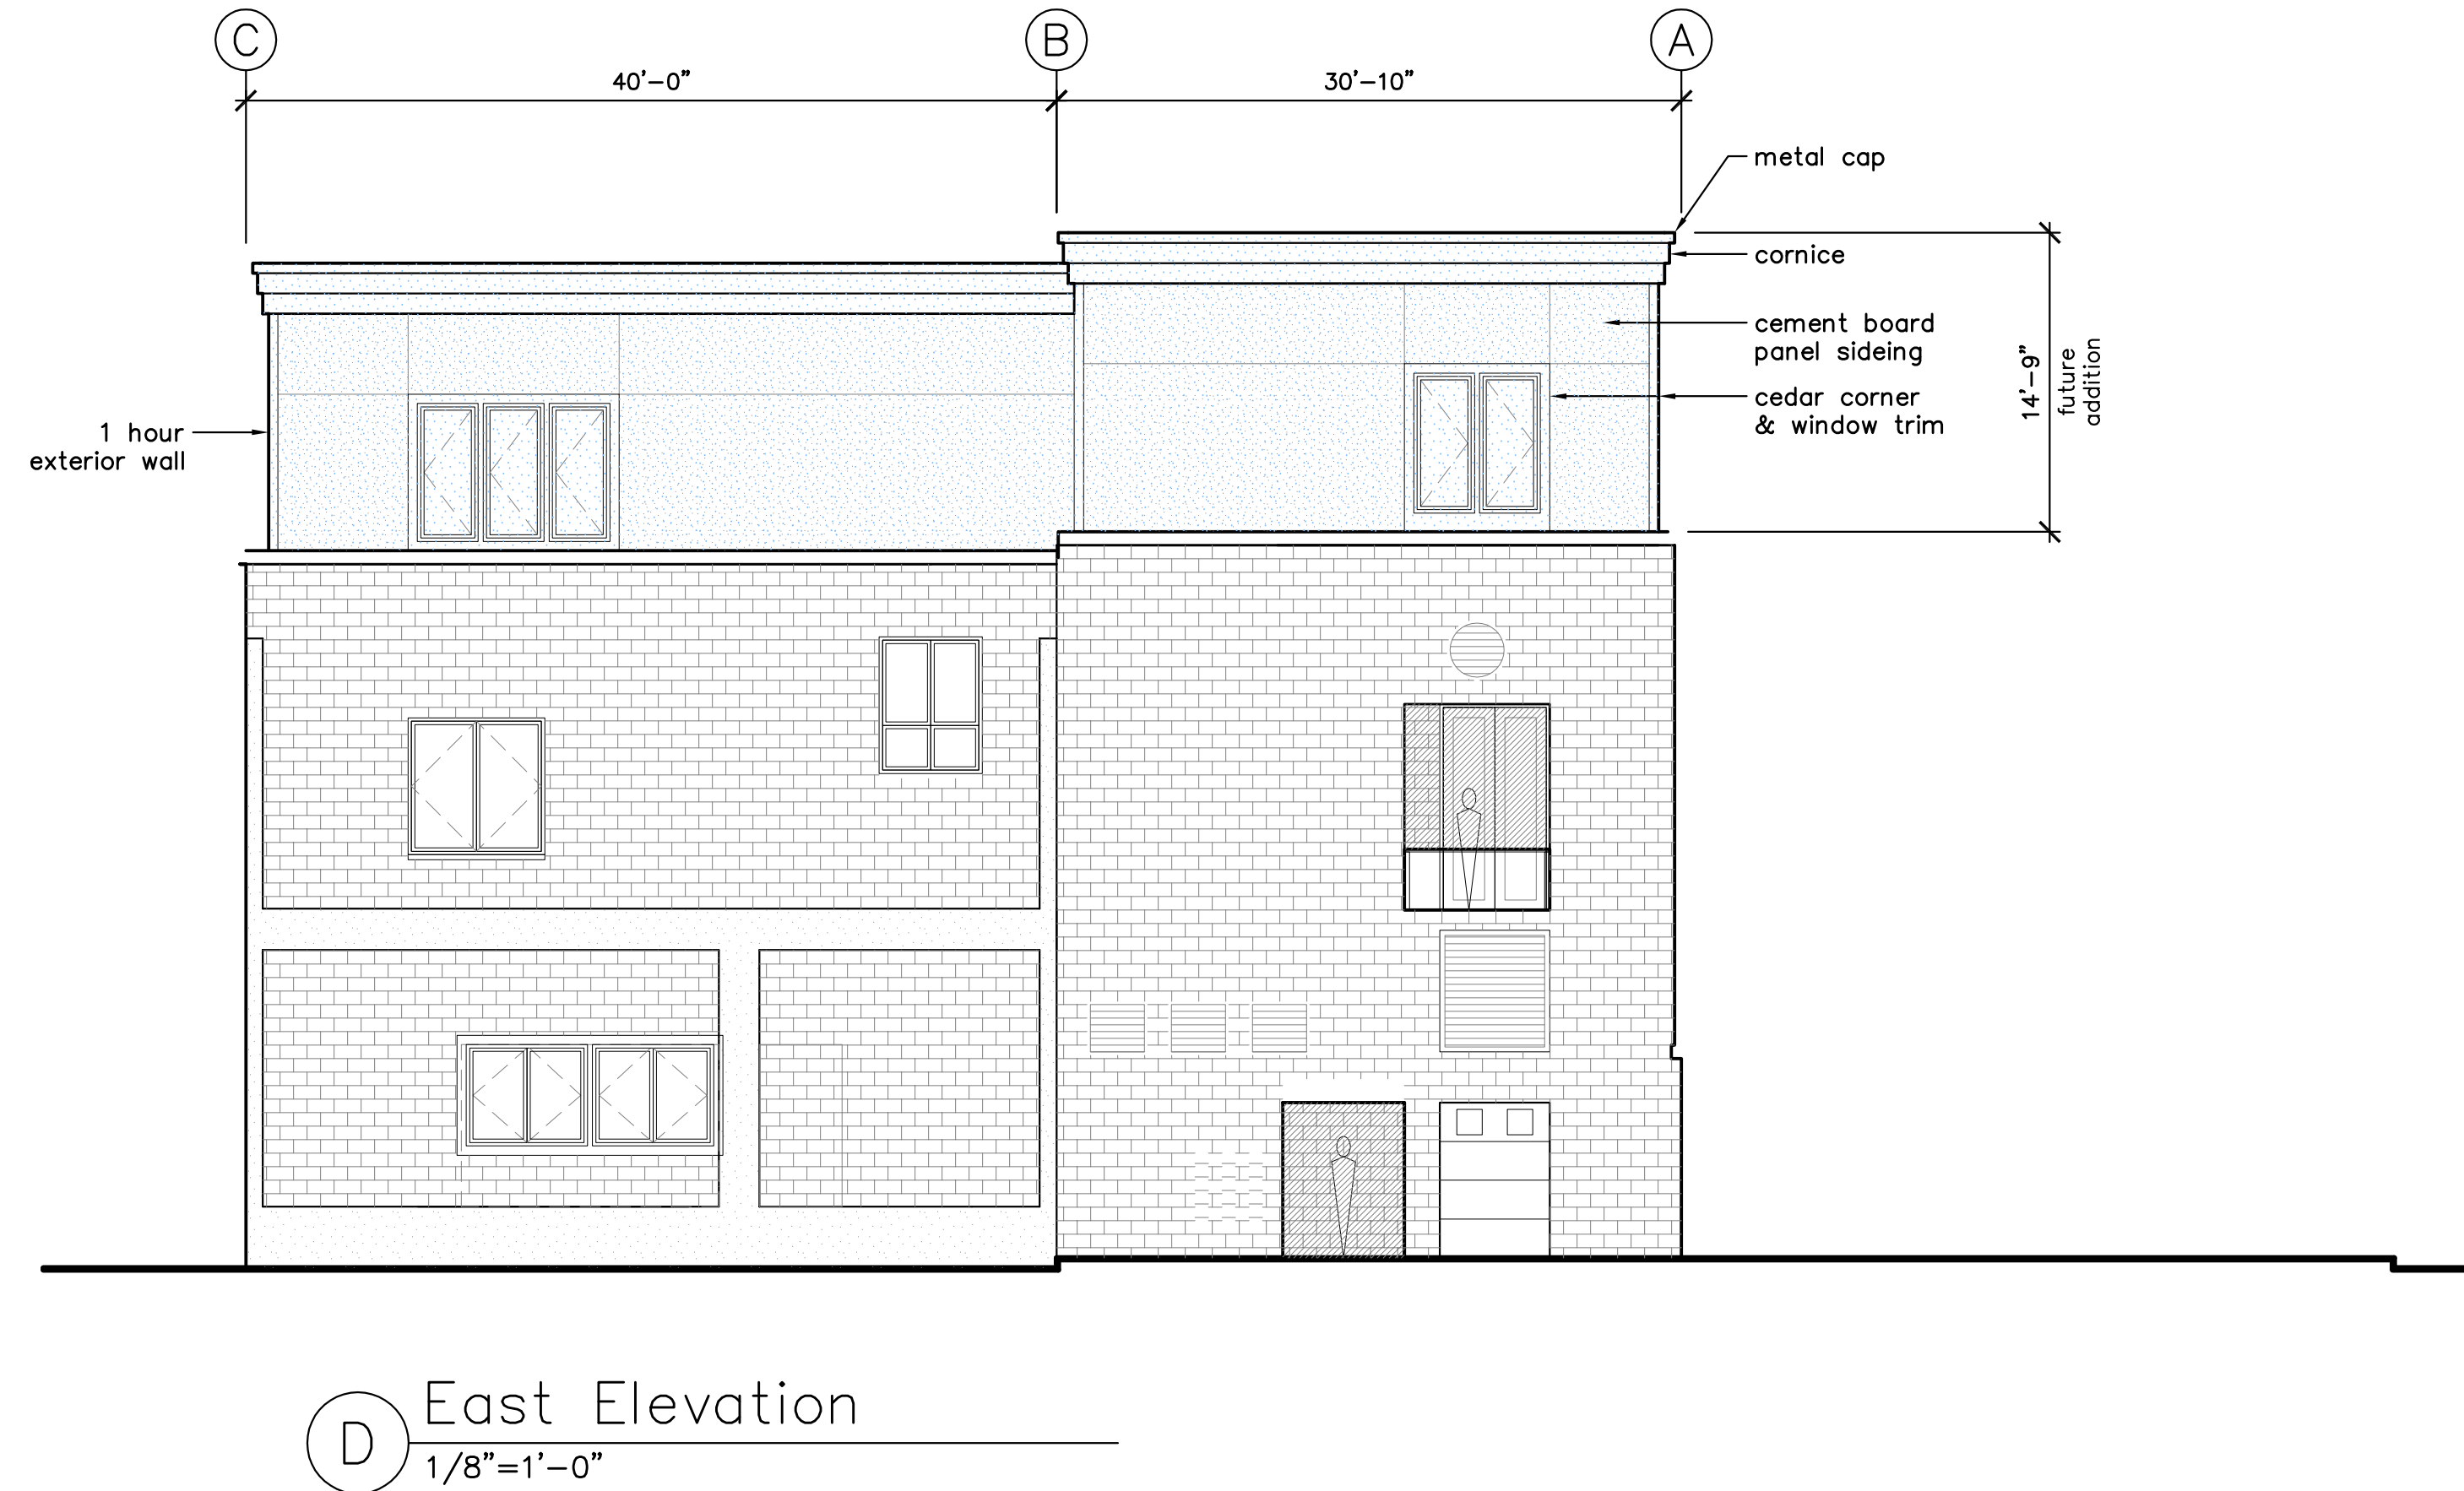 C
B
A
40'-0"
30'-10"
metal cap
cornice
cement board
panel sideing
cedar corner
& window trim
14'-9"
future
addition
1 hour
exterior wall
D
East Elevation
1/8"=1'-0"